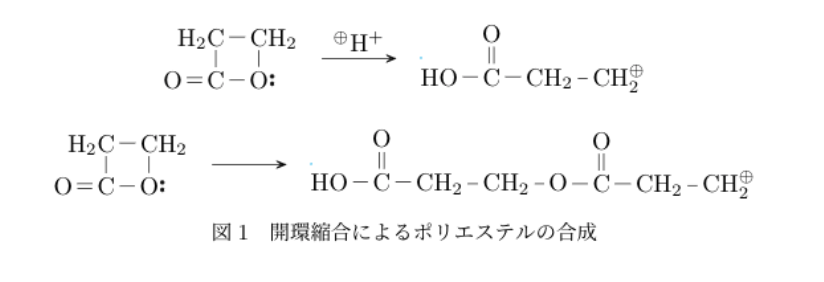 H₂C－CH₂ ⊕H⁺ O
O=C－O: HO－C－CH₂－CH₂⊕
H₂C－CH₂ O O
O=C－O: HO－C－CH₂－CH₂－O－C－CH₂－CH₂⊕
図 1 開環縮合によるポリエステルの合成